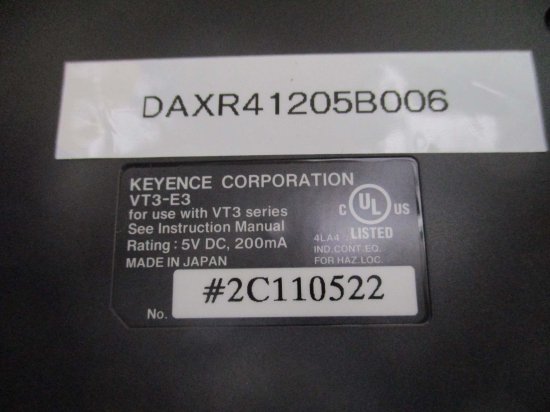 DAXR41205B006
KEYENCE CORPORATION
VT3-E3
for use with VT3 series
See Instruction Manual
Rating : 5V DC, 200mA
MADE IN JAPAN
C UL US
LISTED
4LA4
IND.CONT.EQ.
FOR HAZ.LOC.
No. #2C110522